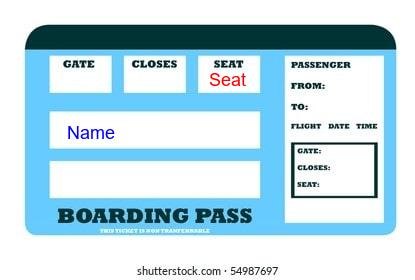 GATE CLOSES SEAT
Seat
Name
BOARDING PASS
THIS TICKET IS NON TRANFERRABLE
PASSENGER
FROM:
TO:
FLIGHT DATE TIME
GATE:
CLOSES:
SEAT:
shutterstock.com · 54987697